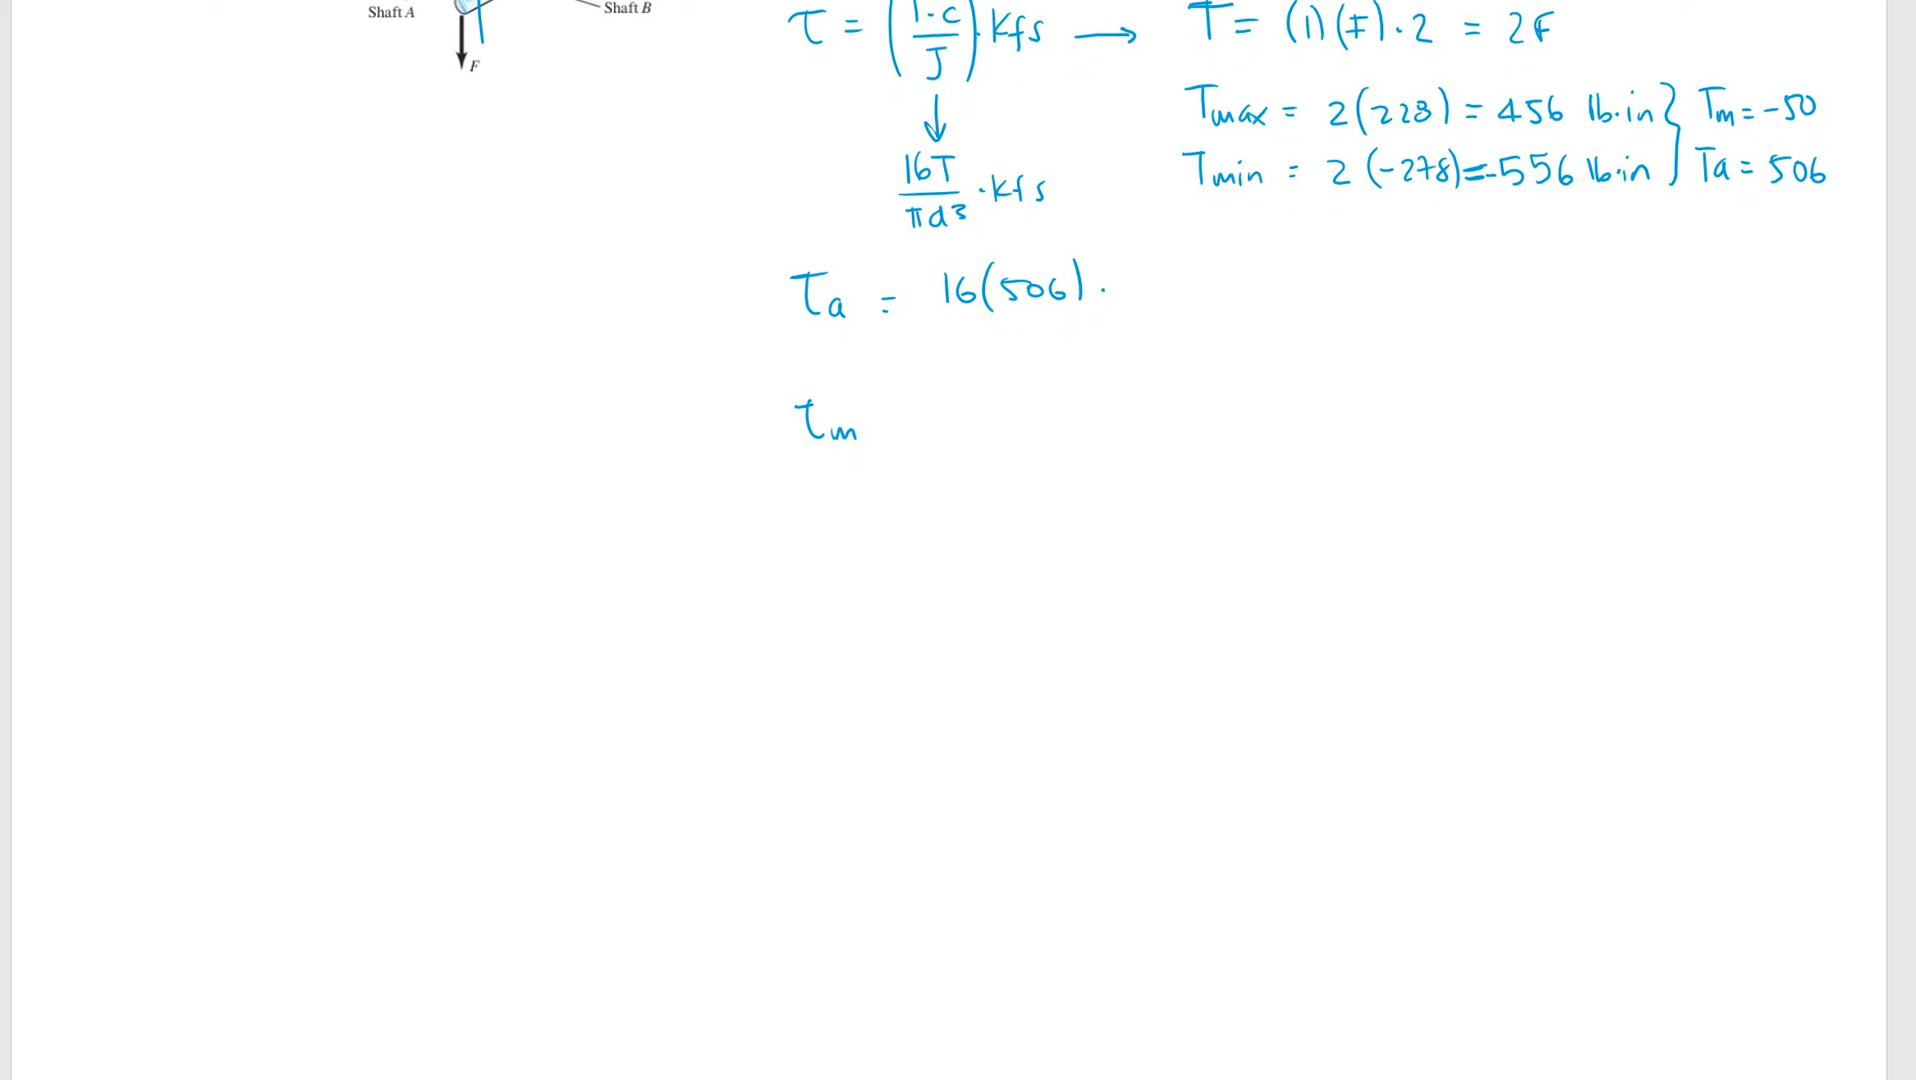 Shaft A
Shaft B
F
τ = (T·c/J)·Kfs → T = (1)(F)·2 = 2F
↓
16T/πd³ ·Kfs
Tmax = 2(228) = 456 lb·in } Tm = -50
Tmin = 2(-278) = -556 lb·in } Ta = 506
τa = 16(506)·
τm